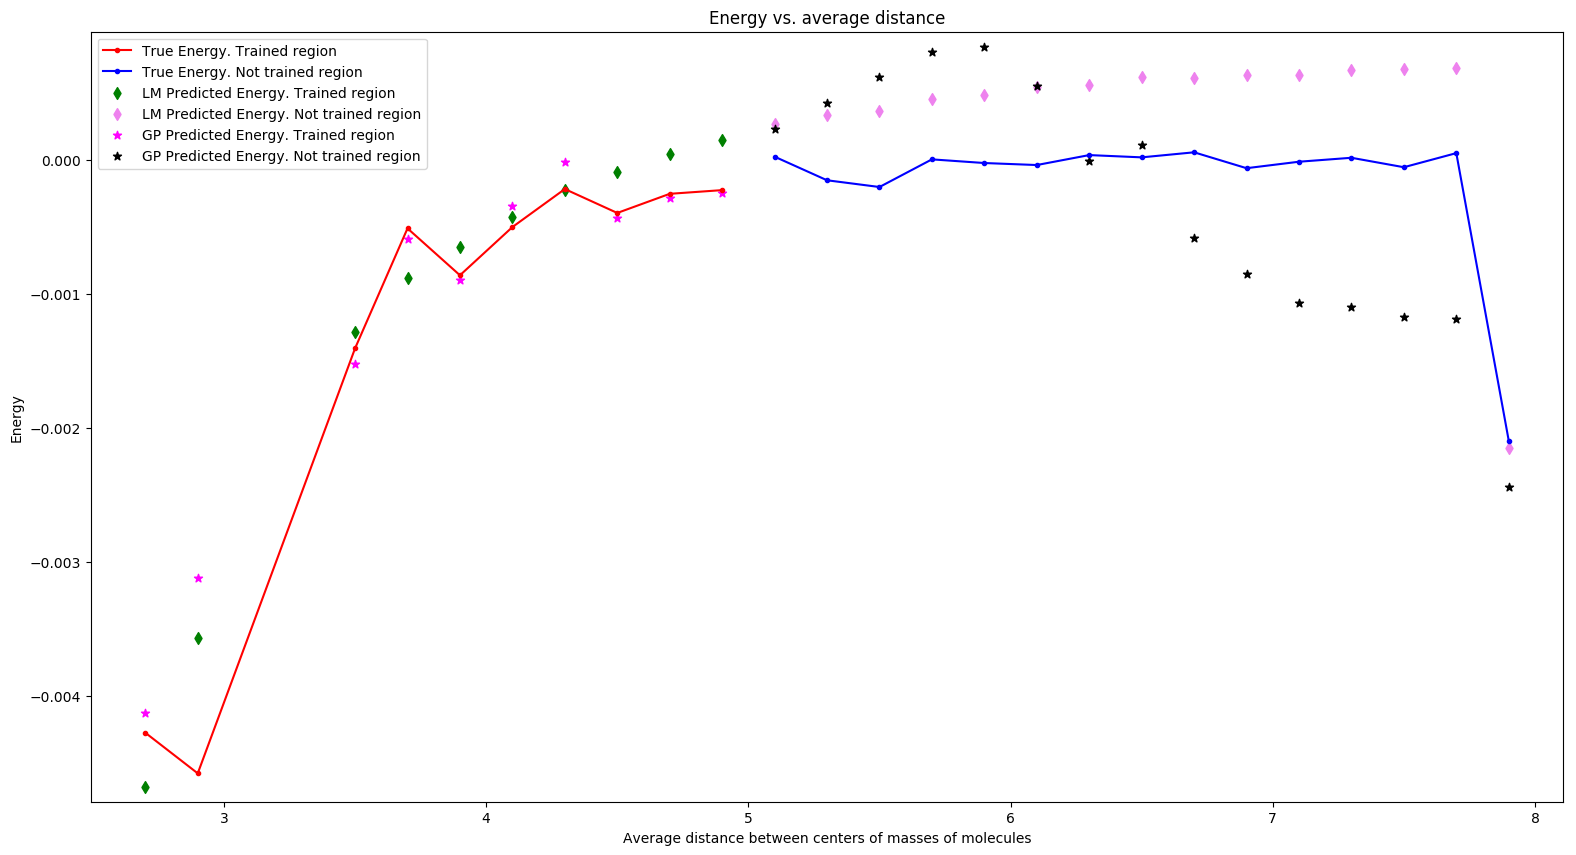 Energy vs. average distance
True Energy. Trained region
True Energy. Not trained region
LM Predicted Energy. Trained region
LM Predicted Energy. Not trained region
GP Predicted Energy. Trained region
GP Predicted Energy. Not trained region
0.000
−0.001
−0.002
−0.003
−0.004
Energy
3 4 5 6 7 8
Average distance between centers of masses of molecules